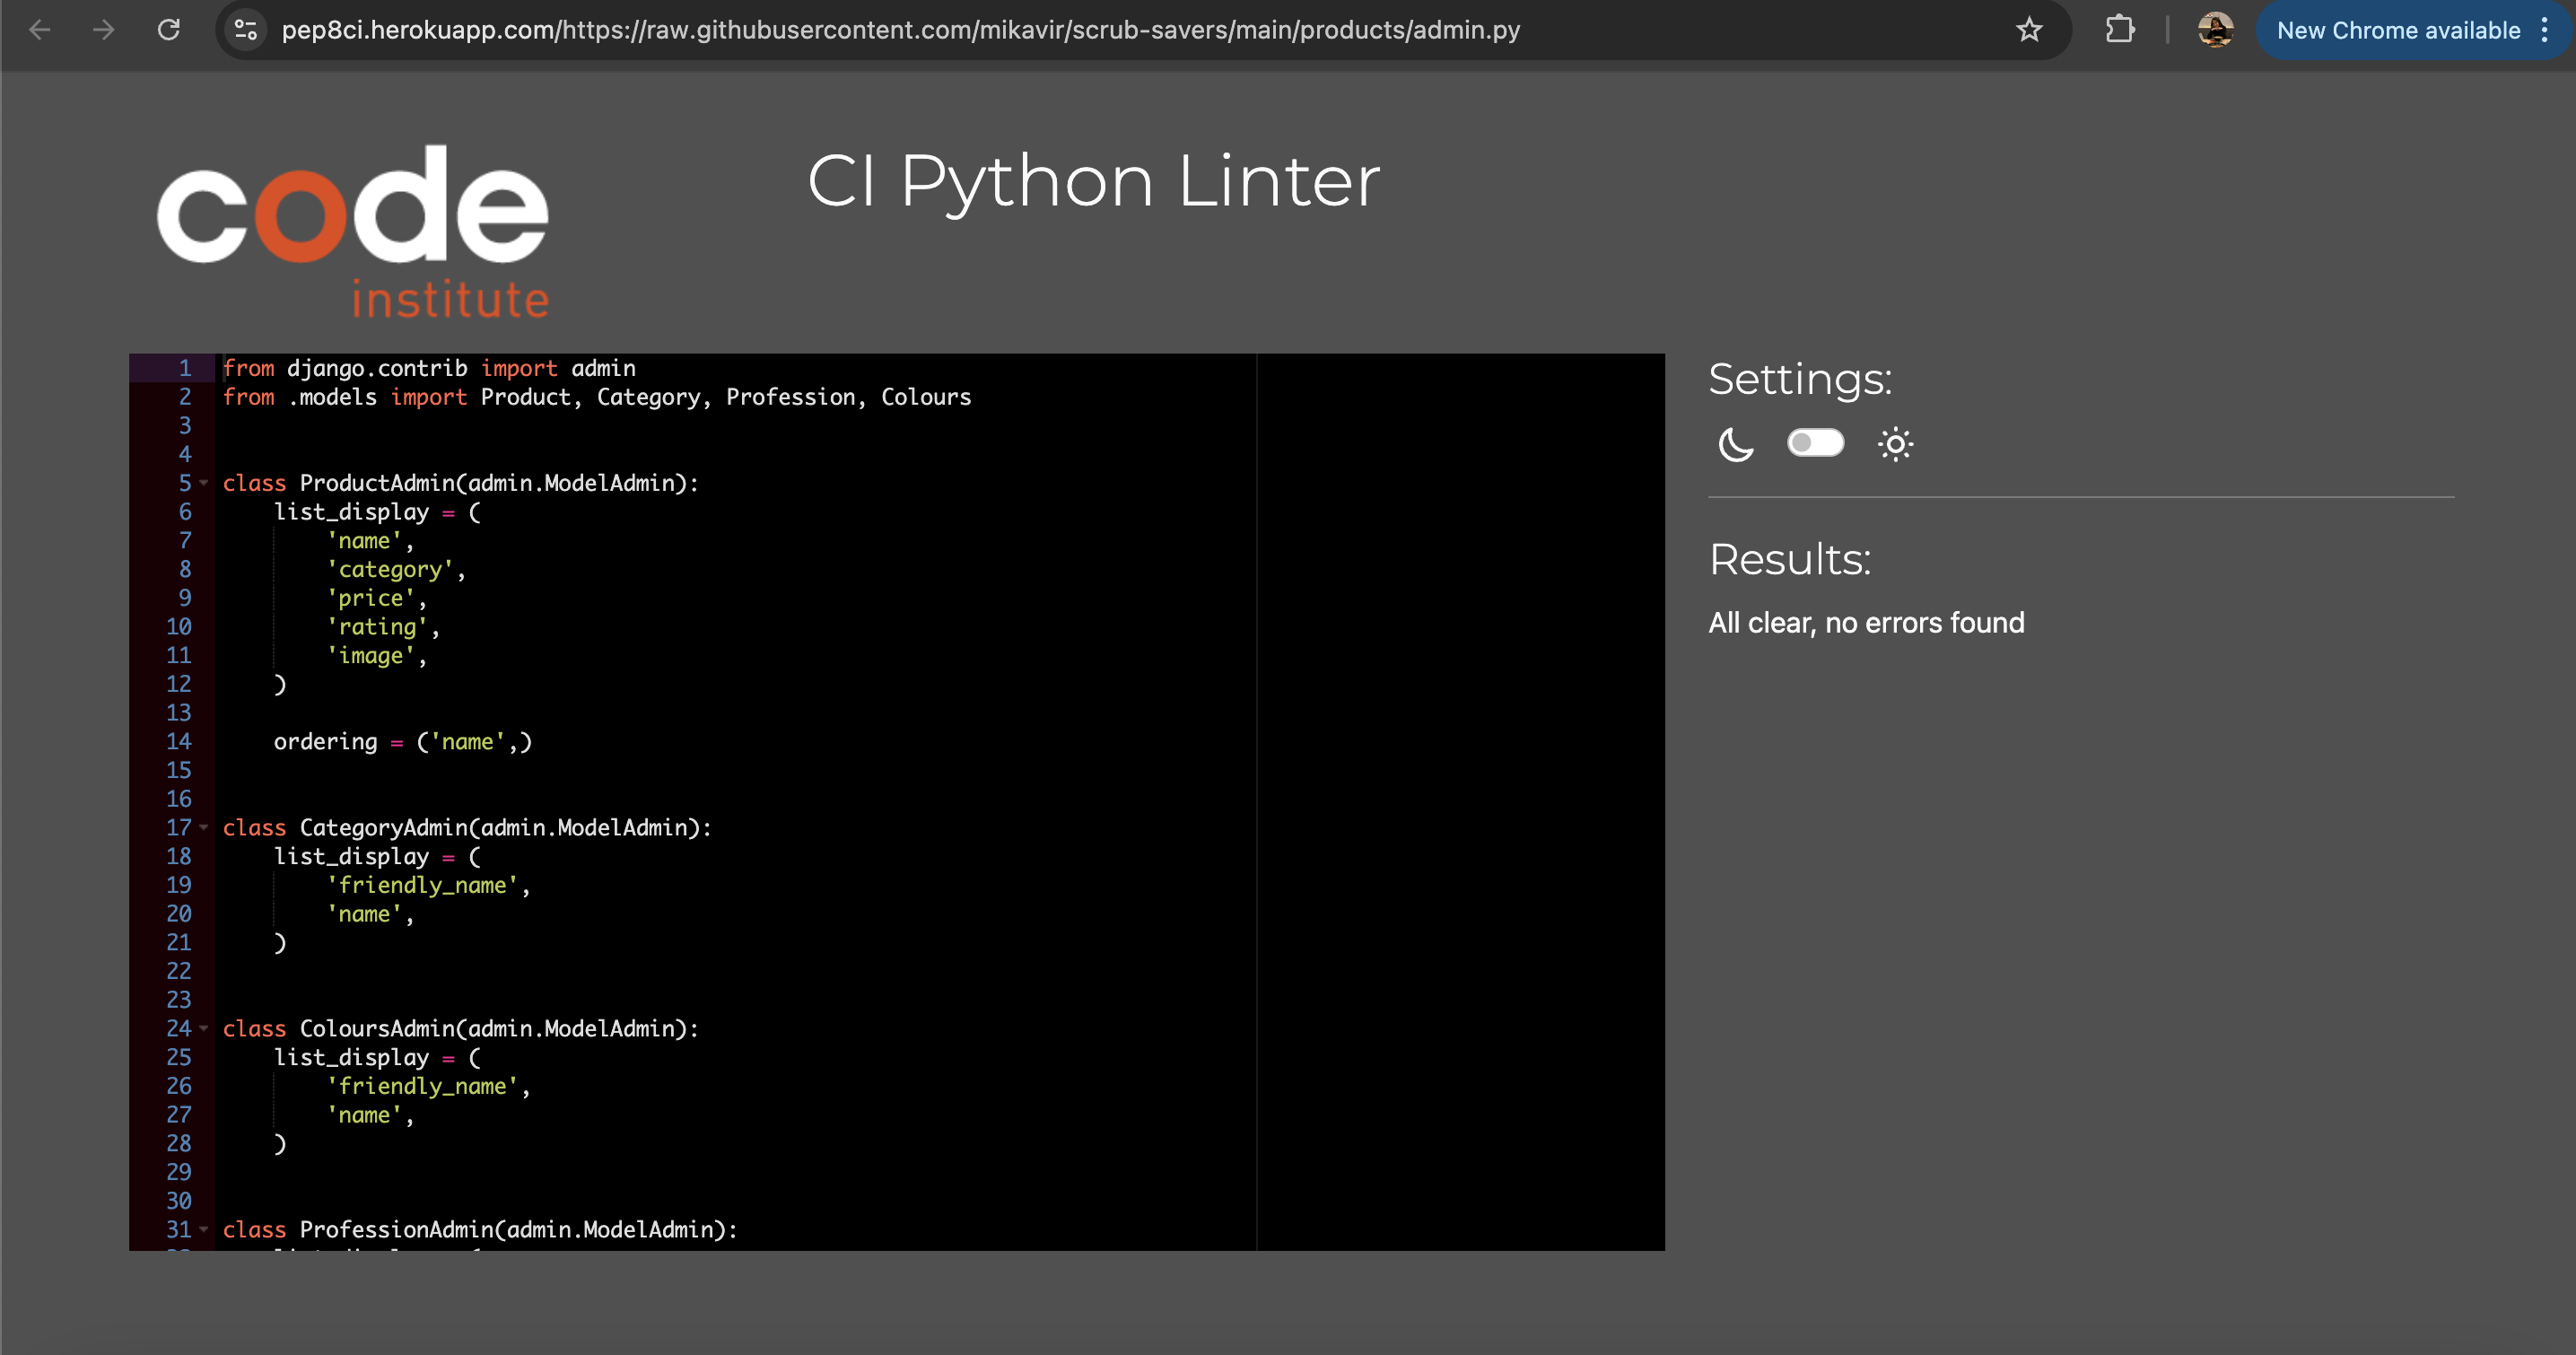 pep8ci.herokuapp.com/https://raw.githubusercontent.com/mikavir/scrub-savers/main/products/admin.py
New Chrome available
code
institute
CI Python Linter
1 from django.contrib import admin
2 from .models import Product, Category, Profession, Colours
3
4
5 class ProductAdmin(admin.ModelAdmin):
6     list_display = (
7         'name',
8         'category',
9         'price',
10         'rating',
11         'image',
12     )
13
14     ordering = ('name',)
15
16
17 class CategoryAdmin(admin.ModelAdmin):
18     list_display = (
19         'friendly_name',
20         'name',
21     )
22
23
24 class ColoursAdmin(admin.ModelAdmin):
25     list_display = (
26         'friendly_name',
27         'name',
28     )
29
30
31 class ProfessionAdmin(admin.ModelAdmin):
Settings:
Results:
All clear, no errors found